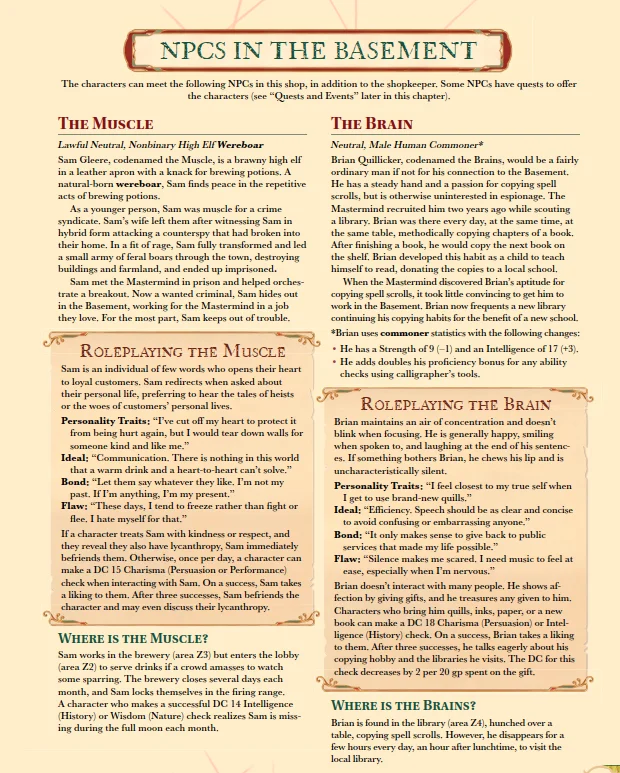 NPCS IN THE BASEMENT
The characters can meet the following NPCs in this shop, in addition to the shopkeeper. Some NPCs have quests to offer
the characters (see “Quests and Events” later in this chapter).
THE MUSCLE
Lawful Neutral, Nonbinary High Elf Wereboar
Sam Gleere, codenamed the Muscle, is a brawny high elf
in a leather apron with a knack for brewing potions. A
natural-born wereboar, Sam finds peace in the repetitive
acts of brewing potions.
As a younger person, Sam was muscle for a crime
syndicate. Sam’s wife left them after witnessing Sam in
hybrid form attacking a counterspy that had broken into
their home. In a fit of rage, Sam fully transformed and led
a small army of feral boars through the town, destroying
buildings and farmland, and ended up imprisoned.
Sam met the Mastermind in prison and helped orches-
trate a breakout. Now a wanted criminal, Sam hides out
in the Basement, working for the Mastermind in a job
they love. For the most part, Sam keeps out of trouble.
ROLEPLAYING THE MUSCLE
Sam is an individual of few words who opens their heart
to loyal customers. Sam redirects when asked about
their personal life, preferring to hear the tales of heists
or the woes of customers’ personal lives.
Personality Traits: “I’ve cut off my heart to protect it
from being hurt again, but I would tear down walls for
someone kind and like me.”
Ideal: “Communication. There is nothing in this world
that a warm drink and a heart-to-heart can’t solve.”
Bond: “Let them say whatever they like. I’m not my
past. If I’m anything, I’m my present.”
Flaw: “These days, I tend to freeze rather than fight or
flee. I hate myself for that.”
If a character treats Sam with kindness or respect, and
they reveal they also have lycanthropy, Sam immediately
befriends them. Otherwise, once per day, a character can
make a DC 15 Charisma (Persuasion or Performance)
check when interacting with Sam. On a success, Sam takes
a liking to them. After three successes, Sam befriends the
character and may even discuss their lycanthropy.
WHERE IS THE MUSCLE?
Sam works in the brewery (area Z3) but enters the lobby
(area Z2) to serve drinks if a crowd amasses to watch
some sparring. The brewery closes several days each
month, and Sam locks themselves in the firing range.
A character who makes a successful DC 14 Intelligence
(History) or Wisdom (Nature) check realizes Sam is miss-
ing during the full moon each month.
THE BRAIN
Neutral, Male Human Commoner*
Brian Quillicker, codenamed the Brains, would be a fairly
ordinary man if not for his connection to the Basement.
He has a steady hand and a passion for copying spell
scrolls, but is otherwise uninterested in espionage. The
Mastermind recruited him two years ago while scouting
a library. Brian was there every day, at the same time, at
the same table, methodically copying chapters of a book.
After finishing a book, he would copy the next book on
the shelf. Brian developed this habit as a child to teach
himself to read, donating the copies to a local school.
When the Mastermind discovered Brian’s aptitude for
copying spell scrolls, it took little convincing to get him to
work in the Basement. Brian now frequents a new library
continuing his copying habits for the benefit of a new school.
*Brian uses commoner statistics with the following changes:
• He has a Strength of 9 (−1) and an Intelligence of 17 (+3).
• He adds doubles his proficiency bonus for any ability
checks using calligrapher’s tools.
ROLEPLAYING THE BRAIN
Brian maintains an air of concentration and doesn’t
blink when focusing. He is generally happy, smiling
when spoken to, and laughing at the end of his sentenc-
es. If something bothers Brian, he chews his lip and is
uncharacteristically silent.
Personality Traits: “I feel closest to my true self when
I get to use brand-new quills.”
Ideal: “Efficiency. Speech should be as clear and concise
to avoid confusing or embarrassing anyone.”
Bond: “It only makes sense to give back to public
services that made my life possible.”
Flaw: “Silence makes me scared. I need music to feel at
ease, especially when I’m nervous.”
Brian doesn’t interact with many people. He shows af-
fection by giving gifts, and he treasures any given to him.
Characters who bring him quills, inks, paper, or a new
book can make a DC 18 Charisma (Persuasion) or Intel-
ligence (History) check. On a success, Brian takes a liking
to them. After three successes, he talks eagerly about his
copying hobby and the libraries he visits. The DC for this
check decreases by 2 per 20 gp spent on the gift.
WHERE IS THE BRAINS?
Brian is found in the library (area Z4), hunched over a
table, copying spell scrolls. However, he disappears for a
few hours every day, an hour after lunchtime, to visit the
local library.